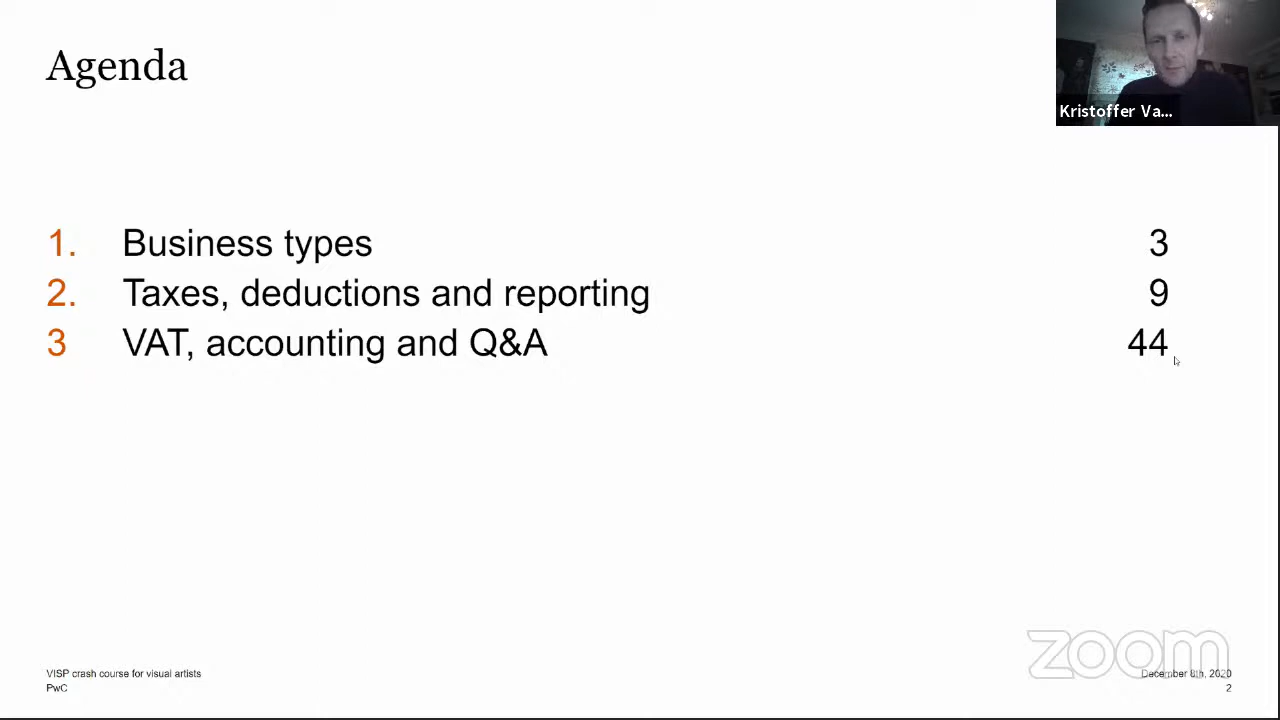 Agenda
Kristoffer Va...
1. Business types 3
2. Taxes, deductions and reporting 9
3 VAT, accounting and Q&A 44
zoom
VISP crash course for visual artists
December 8th, 2020
PwC
2